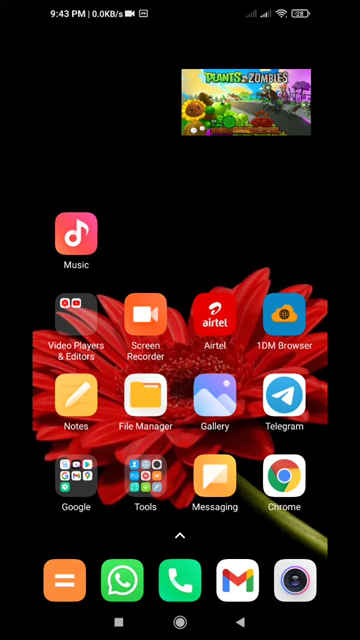 9:43 PM | 0.0KB/s
28
PLANTS vs. ZOMBIES
Music
airtel
Video Players
& Editors
Screen
Recorder
Airtel
1DM Browser
Notes
File Manager
Gallery
Telegram
Google
Tools
Messaging
Chrome